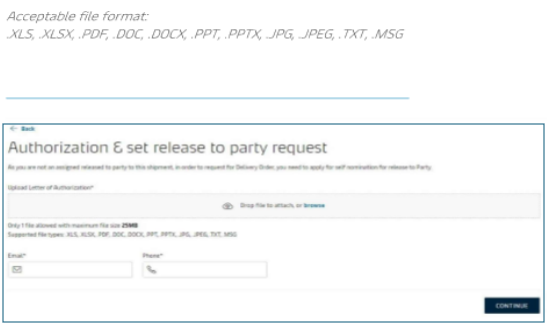 Acceptable file format:
.XLS, .XLSX, .PDF, .DOC, .DOCX, .PPT, .PPTX, .JPG, .JPEG, .TXT, .MSG
← Back
Authorization & set release to party request
As you are not an assigned released to party to this shipment, in order to request for Delivery Order, you need to apply for self nomination for release to Party.
Upload Letter of Authorization*
Drop file to attach, or browse
Only 1 file allowed with maximum file size 25MB
Supported file types: XLS, XLSX, PDF, DOC, DOCX, PPT, PPTX, JPG, JPEG, TXT, MSG
Email* Phone*
CONTINUE